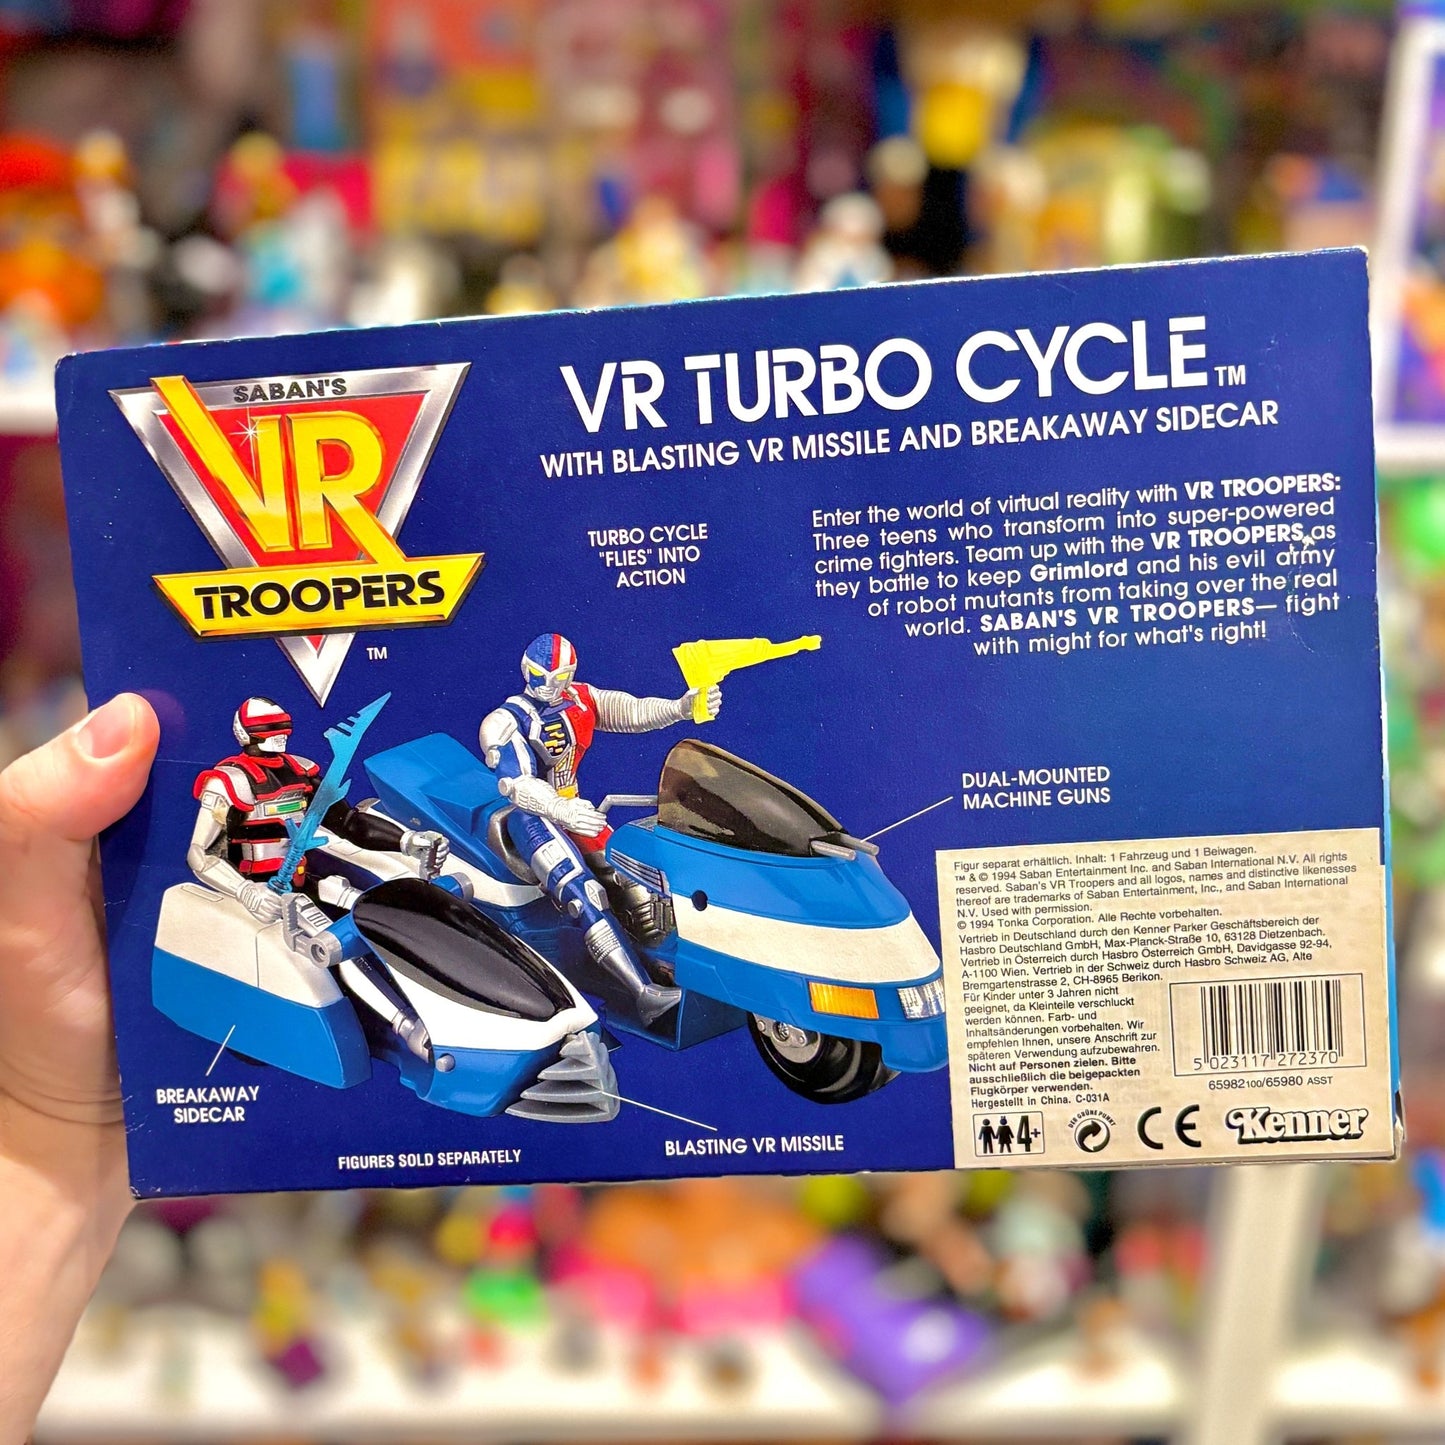 SABAN'S
VR
TROOPERS
TM
VR TURBO CYCLE TM
WITH BLASTING VR MISSILE AND BREAKAWAY SIDECAR
TURBO CYCLE
"FLIES" INTO
ACTION
Enter the world of virtual reality with VR TROOPERS:
Three teens who transform into super-powered
crime fighters. Team up with the VR TROOPERS as
they battle to keep Grimlord and his evil army
of robot mutants from taking over the real
world. SABAN'S VR TROOPERS— fight
with might for what's right!
DUAL-MOUNTED
MACHINE GUNS
BREAKAWAY
SIDECAR
BLASTING VR MISSILE
FIGURES SOLD SEPARATELY
Figur separat erhältlich. Inhalt: 1 Fahrzeug und 1 Beiwagen.
TM & © 1994 Saban Entertainment Inc. and Saban International N.V. All rights
reserved. Saban's VR Troopers and all logos, names and distinctive likenesses
thereof are trademarks of Saban Entertainment, Inc., and Saban International
N.V. Used with permission.
© 1994 Tonka Corporation. Alle Rechte vorbehalten.
Vertrieb in Deutschland durch den Kenner Parker Geschäftsbereich der
Hasbro Deutschland GmbH, Max-Planck-Straße 10, 63128 Dietzenbach.
Vertrieb in Österreich durch Hasbro Österreich GmbH, Davidgasse 92-94,
A-1100 Wien. Vertrieb in der Schweiz durch Hasbro Schweiz AG, Alte
Bremgartenstrasse 2, CH-8965 Berikon.
Für Kinder unter 3 Jahren nicht
geeignet, da Kleinteile verschluckt
werden können. Farb- und
Inhaltsänderungen vorbehalten. Wir
empfehlen Ihnen, unsere Anschrift zur
späteren Verwendung aufzubewahren.
Nicht auf Personen zielen. Bitte
ausschließlich die beigepackten
Flugkörper verwenden.
Hergestellt in China. C-031A
5 023117 272370
65982100/65980 ASST
4+
DER GRÜNE PUNKT
CE
Kenner